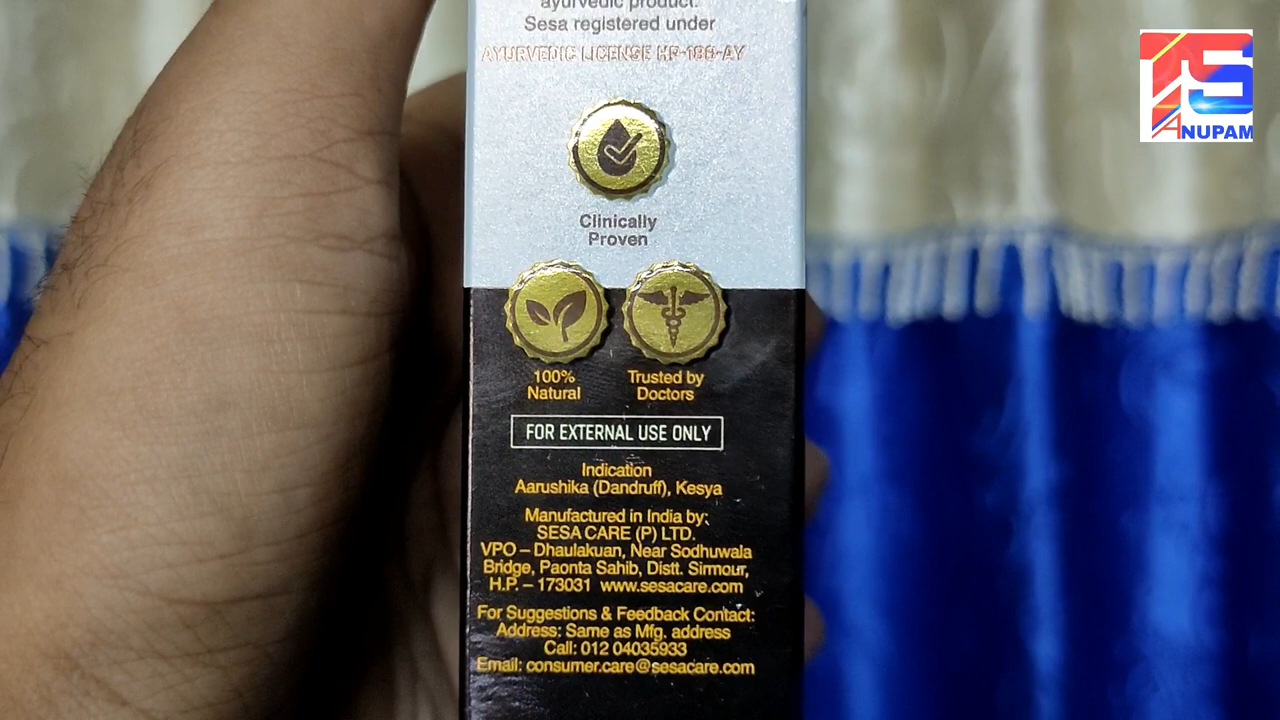 ayurvedic product.
Sesa registered under
AYURVEDIC LICENSE HP-188-AY
Clinically
Proven
100%
Natural
Trusted by
Doctors
FOR EXTERNAL USE ONLY
Indication
Aarushika (Dandruff), Kesya
Manufactured in India by:
SESA CARE (P) LTD.
VPO – Dhaulakuan, Near Sodhuwala
Bridge, Paonta Sahib, Distt. Sirmour,
H.P. – 173031 www.sesacare.com
For Suggestions & Feedback Contact:
Address: Same as Mfg. address
Call: 012 04035933
Email: consumer.care@sesacare.com
ANUPAM